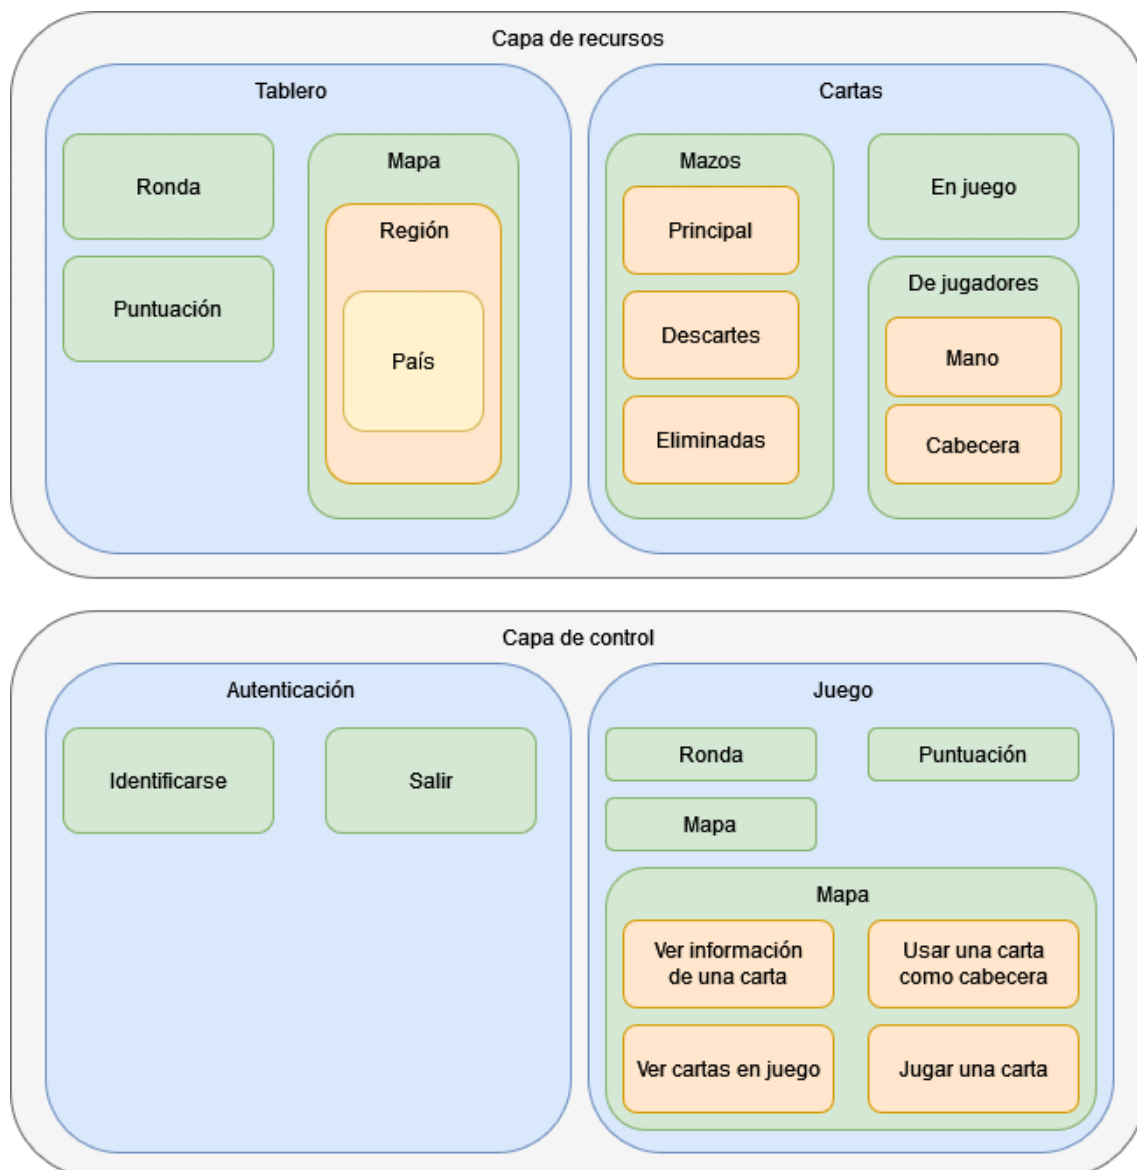 Capa de recursos
Tablero
Ronda
Puntuación
Mapa
Región
País
Cartas
Mazos
Principal
Descartes
Eliminadas
En juego
De jugadores
Mano
Cabecera
Capa de control
Autenticación
Identificarse
Salir
Juego
Ronda
Puntuación
Mapa
Mapa
Ver información
de una carta
Usar una carta
como cabecera
Ver cartas en juego
Jugar una carta